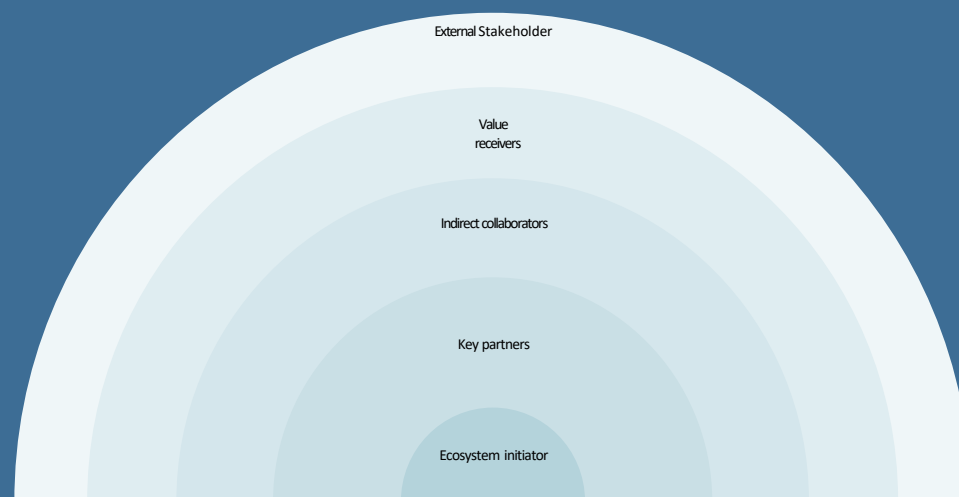 External Stakeholder
Value
receivers
Indirect collaborators
Key partners
Ecosystem initiator